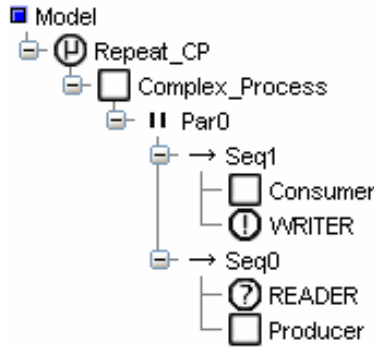 Model
Repeat_CP
Complex_Process
Par0
Seq1
Consumer
! WRITER
Seq0
? READER
Producer